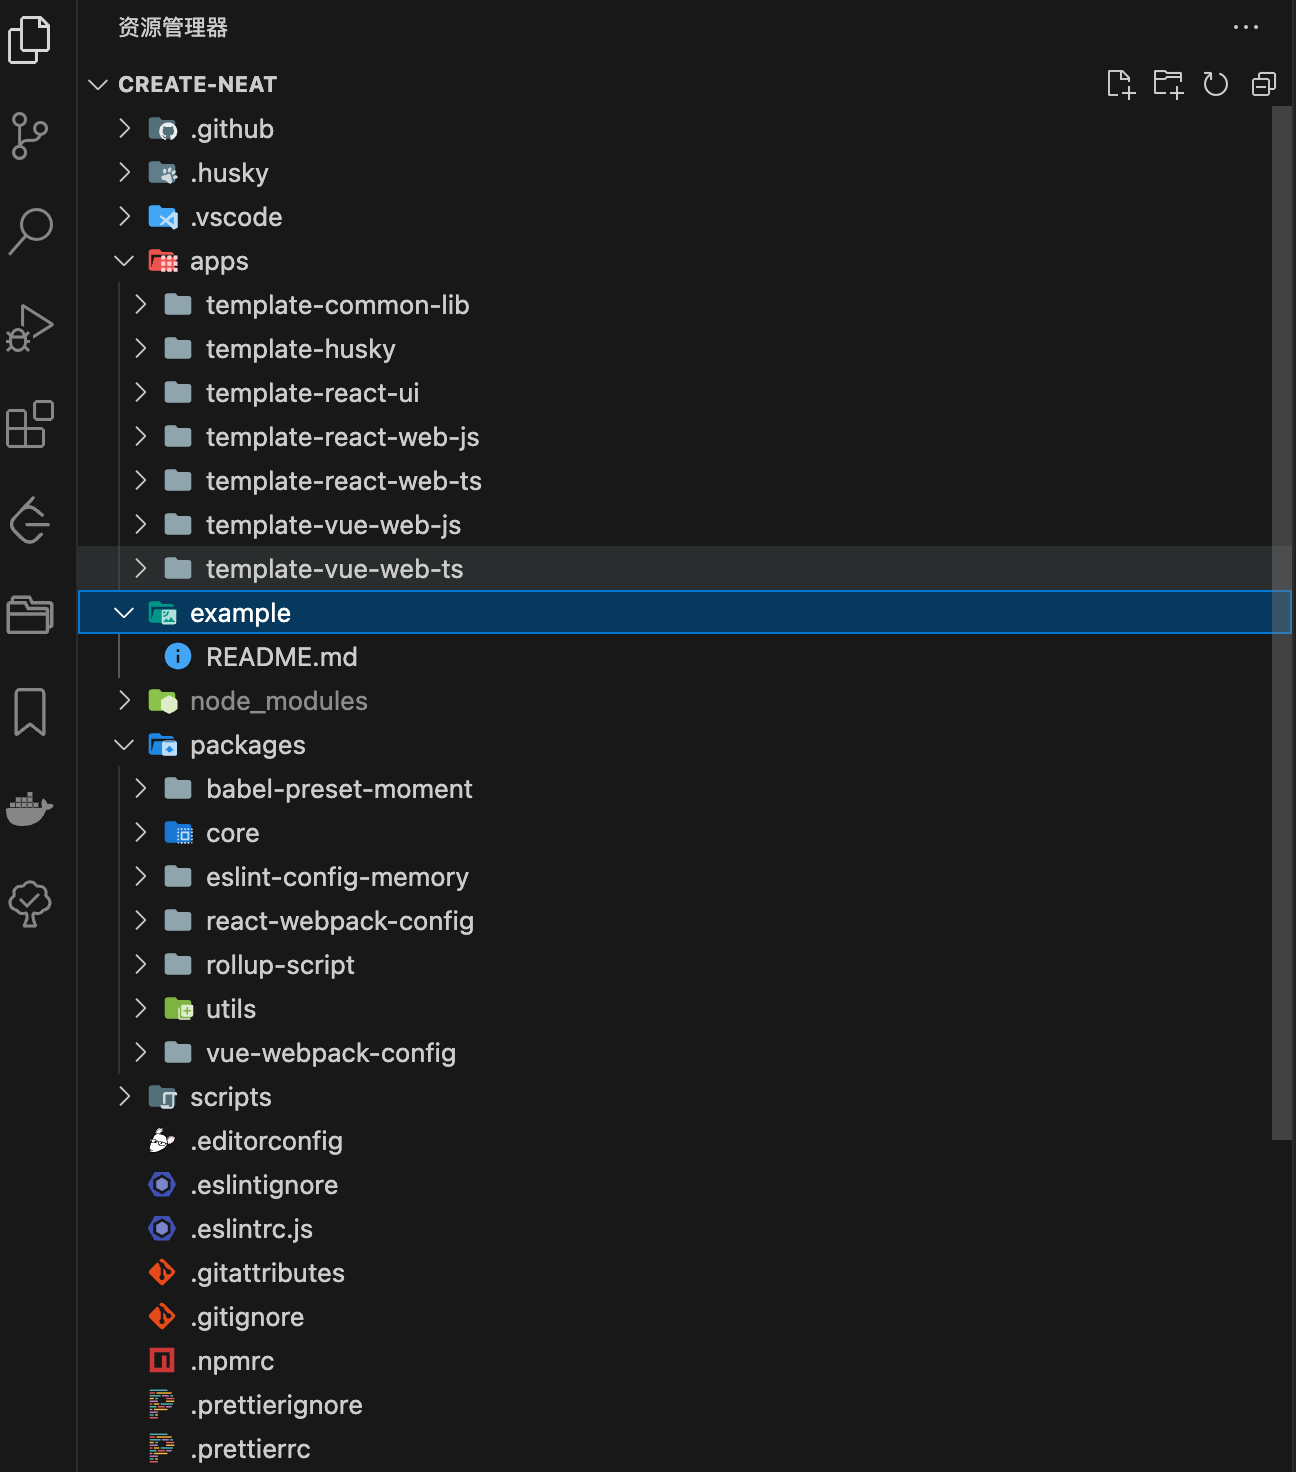 资源管理器
CREATE-NEAT
.github
.husky
.vscode
apps
template-common-lib
template-husky
template-react-ui
template-react-web-js
template-react-web-ts
template-vue-web-js
template-vue-web-ts
example
README.md
node_modules
packages
babel-preset-moment
core
eslint-config-memory
react-webpack-config
rollup-script
utils
vue-webpack-config
scripts
.editorconfig
.eslintignore
.eslintrc.js
.gitattributes
.gitignore
.npmrc
.prettierignore
.prettierrc